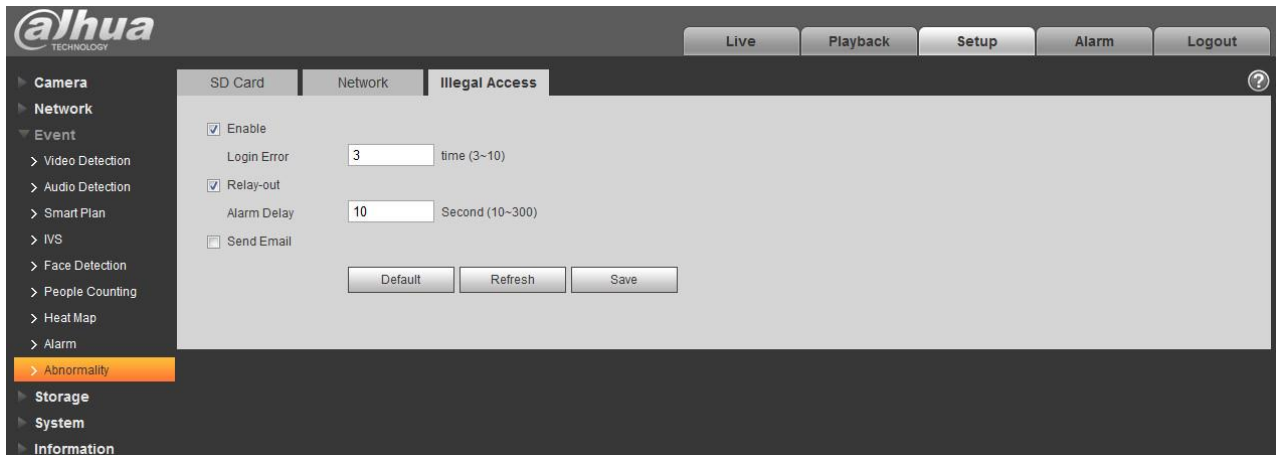 alhua
TECHNOLOGY
Live Playback Setup Alarm Logout
Camera
Network
Event
Video Detection
Audio Detection
Smart Plan
IVS
Face Detection
People Counting
Heat Map
Alarm
Abnormality
Storage
System
Information
SD Card Network Illegal Access
?
Enable
Login Error 3 time (3~10)
Relay-out
Alarm Delay 10 Second (10~300)
Send Email
Default Refresh Save